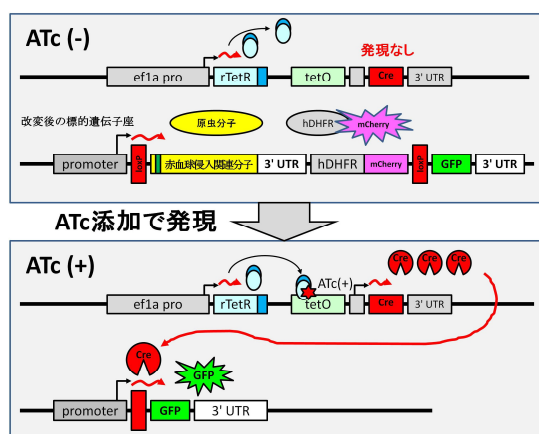 ATc (-)
発現なし
ef1a pro rTetR tetO Cre 3' UTR
改変後の標的遺伝子座
原虫分子 hDHFR mCherry
promoter loxP 赤血球侵入関連分子 3' UTR hDHFR mCherry loxP GFP 3' UTR
ATc添加で発現
ATc (+)
Cre Cre Cre
ATc(+)
ef1a pro rTetR tetO Cre 3' UTR
Cre
GFP
promoter GFP 3' UTR